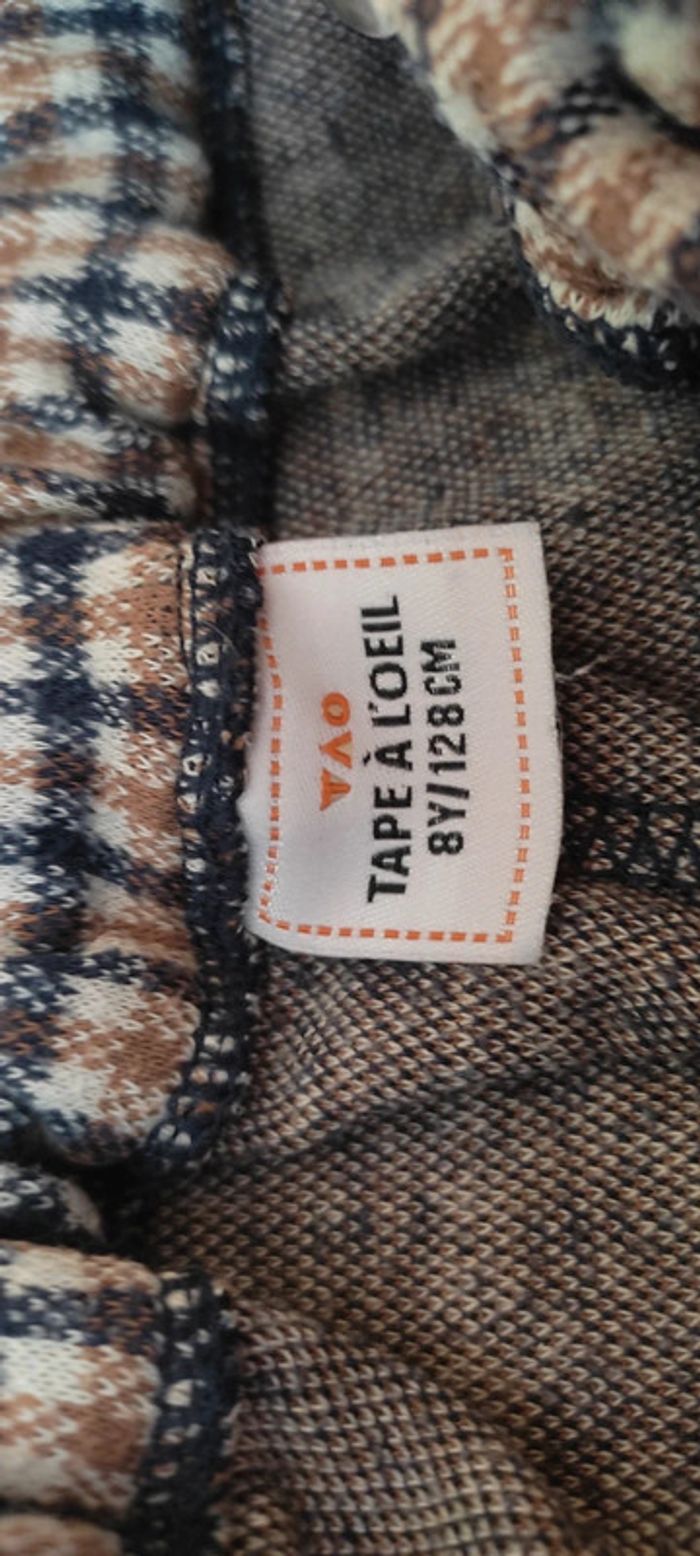 TAO
TAPE À L'OEIL
8Y/128CM